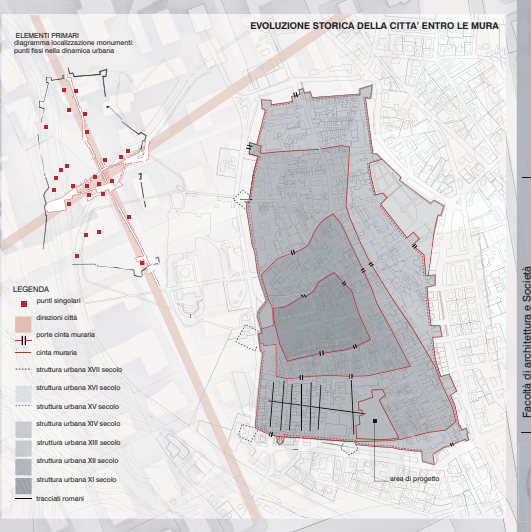 EVOLUZIONE STORICA DELLA CITTA' ENTRO LE MURA
ELEMENTI PRIMARI
diagramma localizzazione monumenti:
punti fissi nella dinamica urbana
LEGENDA
punti singolari
direzioni città
porte cinta muraria
cinta muraria
struttura urbana XVII secolo
struttura urbana XVI secolo
struttura urbana XV secolo
struttura urbana XIV secolo
struttura urbana XIII secolo
struttura urbana XII secolo
struttura urbana XI secolo
tracciati romani
area di progetto
Facoltà di architettura e Società